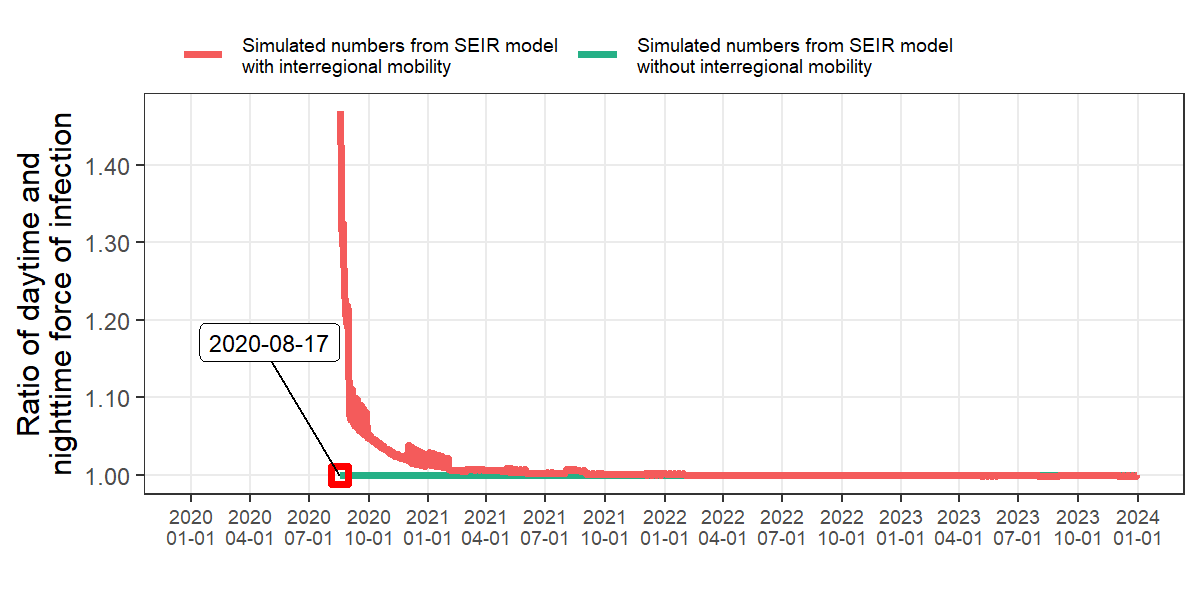 Simulated numbers from SEIR model
with interregional mobility
Simulated numbers from SEIR model
without interregional mobility
Ratio of daytime and
nighttime force of infection
1.40
1.30
1.20
1.10
1.00
2020-08-17
2020 2020 2020 2020 2021 2021 2021 2021 2022 2022 2022 2022 2023 2023 2023 2023 2024
01-01 04-01 07-01 10-01 01-01 04-01 07-01 10-01 01-01 04-01 07-01 10-01 01-01 04-01 07-01 10-01 01-01